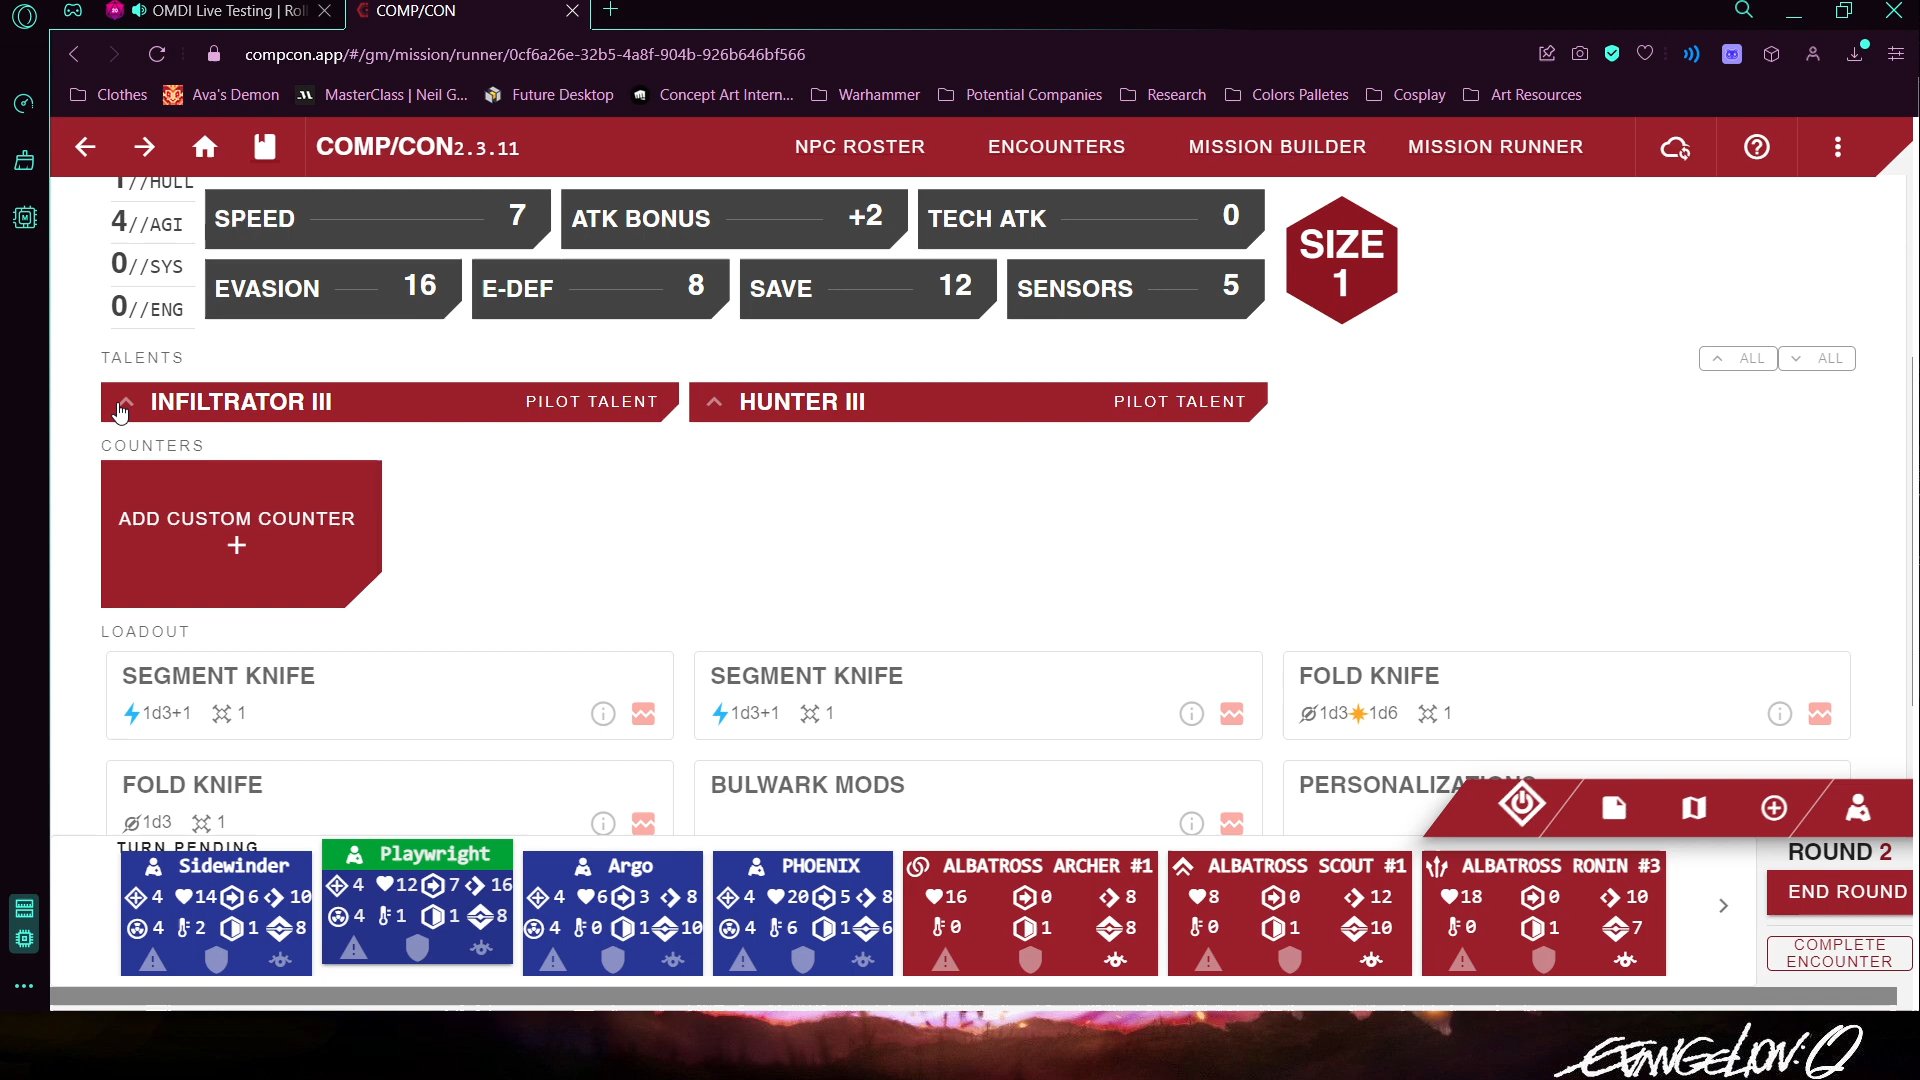 OMDI Live Testing | Rol
COMP/CON
compcon.app/#/gm/mission/runner/0cf6a26e-32b5-4a8f-904b-926b646bf566
Clothes
Ava's Demon
MasterClass | Neil G...
Future Desktop
Concept Art Intern...
Warhammer
Potential Companies
Research
Colors Palletes
Cosplay
Art Resources
COMP/CON 2.3.11
NPC ROSTER
ENCOUNTERS
MISSION BUILDER
MISSION RUNNER
1//HULL
4//AGI
0//SYS
0//ENG
SPEED 7
ATK BONUS +2
TECH ATK 0
EVASION 16
E-DEF 8
SAVE 12
SENSORS 5
SIZE
1
TALENTS
ALL
ALL
INFILTRATOR III PILOT TALENT
HUNTER III PILOT TALENT
COUNTERS
ADD CUSTOM COUNTER
+
LOADOUT
SEGMENT KNIFE
1d3+1 1
SEGMENT KNIFE
1d3+1 1
FOLD KNIFE
1d3 1d6 1
FOLD KNIFE
1d3 1
BULWARK MODS
PERSONALIZATIONS
TURN PENDING
Sidewinder
4 14 6 10
4 2 1 8
Playwright
4 12 7 16
4 1 1 8
Argo
4 6 3 8
4 0 1 10
PHOENIX
4 20 5 8
4 6 1 6
ALBATROSS ARCHER #1
16 0 8
0 1 8
ALBATROSS SCOUT #1
8 0 12
0 1 10
ALBATROSS RONIN #3
18 0 10
0 1 7
ROUND 2
END ROUND
COMPLETE
ENCOUNTER
EVANGELION:Q